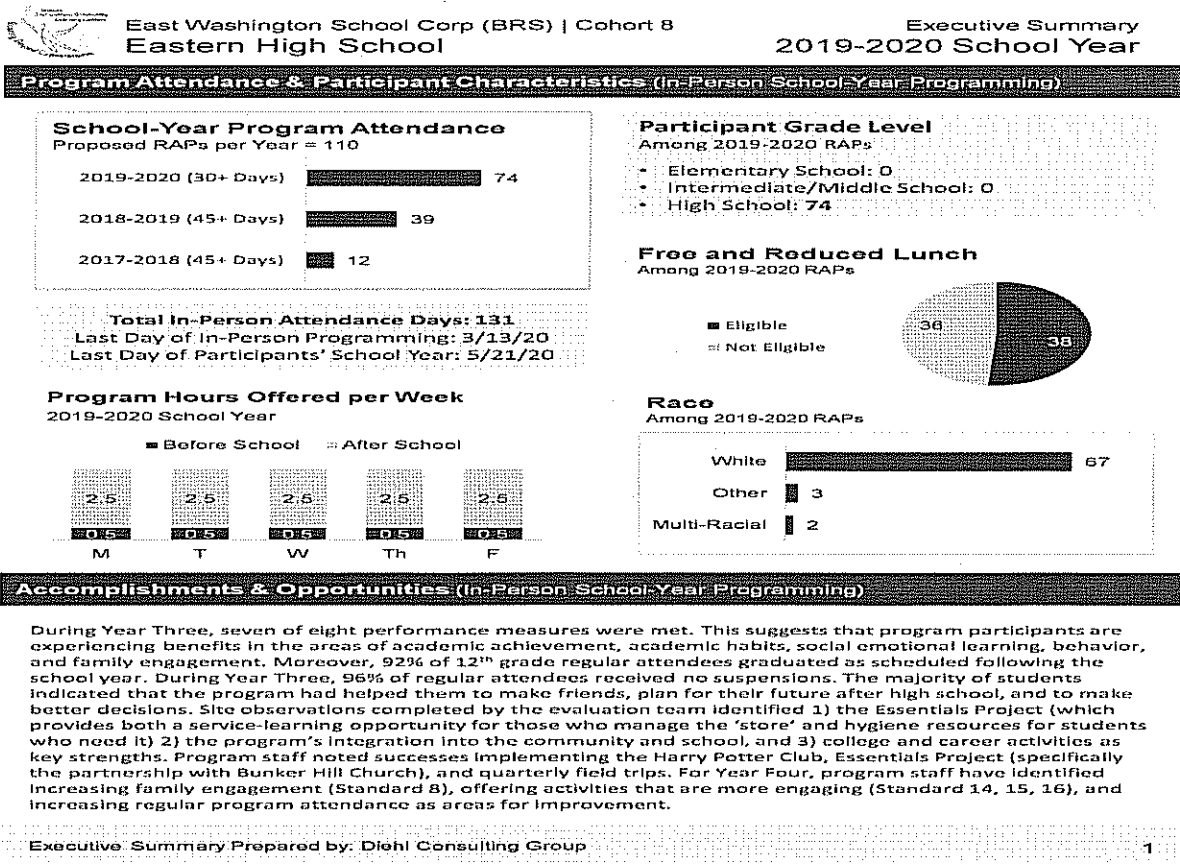 East Washington School Corp (BRS) | Cohort 8
Eastern High School
Executive Summary
2019-2020 School Year
Program Attendance & Participant Characteristics (In-Person School-Year Programming)
School-Year Program Attendance
Proposed RAPs per Year = 110
2019-2020 (30+ Days) 74
2018-2019 (45+ Days) 39
2017-2018 (45+ Days) 12
Total In-Person Attendance Days: 131
Last Day of In-Person Programming: 3/13/20
Last Day of Participants' School Year: 5/21/20
Program Hours Offered per Week
2019-2020 School Year
Before School After School
2.5 2.5 2.5 2.5 2.5
0.5 0.5 0.5 0.5 0.5
M T W Th F
Participant Grade Level
Among 2019-2020 RAPs
• Elementary School: 0
• Intermediate/Middle School: 0
• High School: 74
Free and Reduced Lunch
Among 2019-2020 RAPs
Eligible
Not Eligible
36
38
Race
Among 2019-2020 RAPs
White 67
Other 3
Multi-Racial 2
Accomplishments & Opportunities (In-Person School-Year Programming)
During Year Three, seven of eight performance measures were met. This suggests that program participants are
experiencing benefits in the areas of academic achievement, academic habits, social emotional learning, behavior,
and family engagement. Moreover, 92% of 12th grade regular attendees graduated as scheduled following the
school year. During Year Three, 96% of regular attendees received no suspensions. The majority of students
indicated that the program had helped them to make friends, plan for their future after high school, and to make
better decisions. Site observations completed by the evaluation team identified 1) the Essentials Project (which
provides both a service-learning opportunity for those who manage the 'store' and hygiene resources for students
who need it) 2) the program's integration into the community and school, and 3) college and career activities as
key strengths. Program staff noted successes implementing the Harry Potter Club, Essentials Project (specifically
the partnership with Bunker Hill Church), and quarterly field trips. For Year Four, program staff have identified
increasing family engagement (Standard 8), offering activities that are more engaging (Standard 14, 15, 16), and
increasing regular program attendance as areas for improvement.
Executive Summary Prepared by: Diehl Consulting Group
1